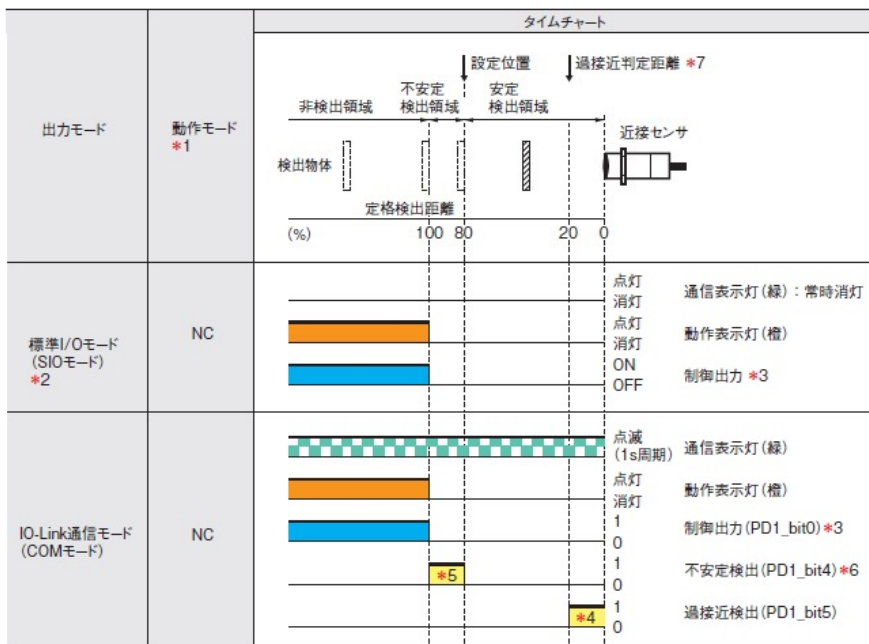 タイムチャート
出力モード
動作モード
*1
設定位置
過接近判定距離 *7
不安定
安定
非検出領域
検出領域
検出領域
近接センサ
検出物体
定格検出距離
(%)
100 80 20 0
標準I/Oモード
(SIOモード)
*2
NC
点灯
消灯
通信表示灯(緑):常時消灯
点灯
消灯
動作表示灯(橙)
ON
OFF
制御出力 *3
IO-Link通信モード
(COMモード)
NC
点滅
(1s周期)
通信表示灯(緑)
点灯
消灯
動作表示灯(橙)
1
0
制御出力(PD1_bit0)*3
*5
1
0
不安定検出(PD1_bit4)*6
*4
1
0
過接近検出(PD1_bit5)